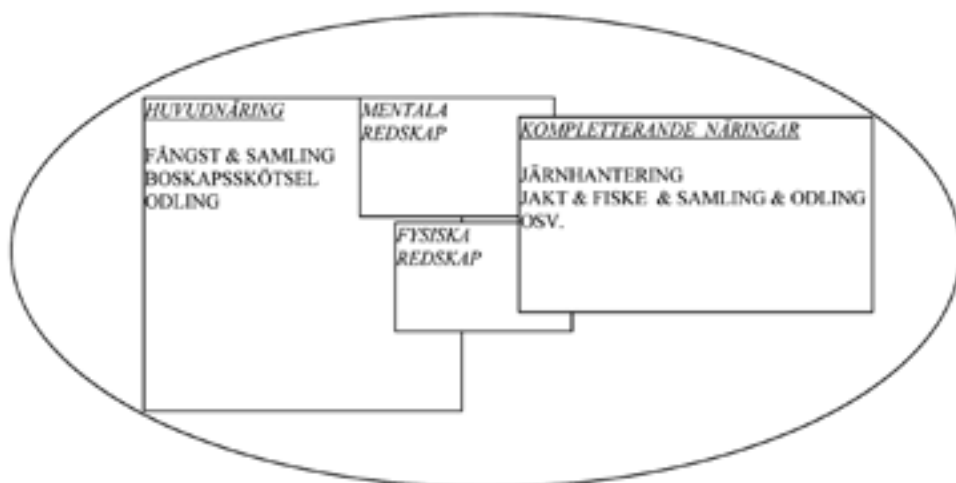 HUVUDNÄRING
FÅNGST & SAMLING
BOSKAPSSKÖTSEL
ODLING
MENTALA
REDSKAP
FYSISKA
REDSKAP
KOMPLETTERANDE NÄRINGAR
JÄRNHANTERING
JAKT & FISKE & SAMLING & ODLING
OSV.